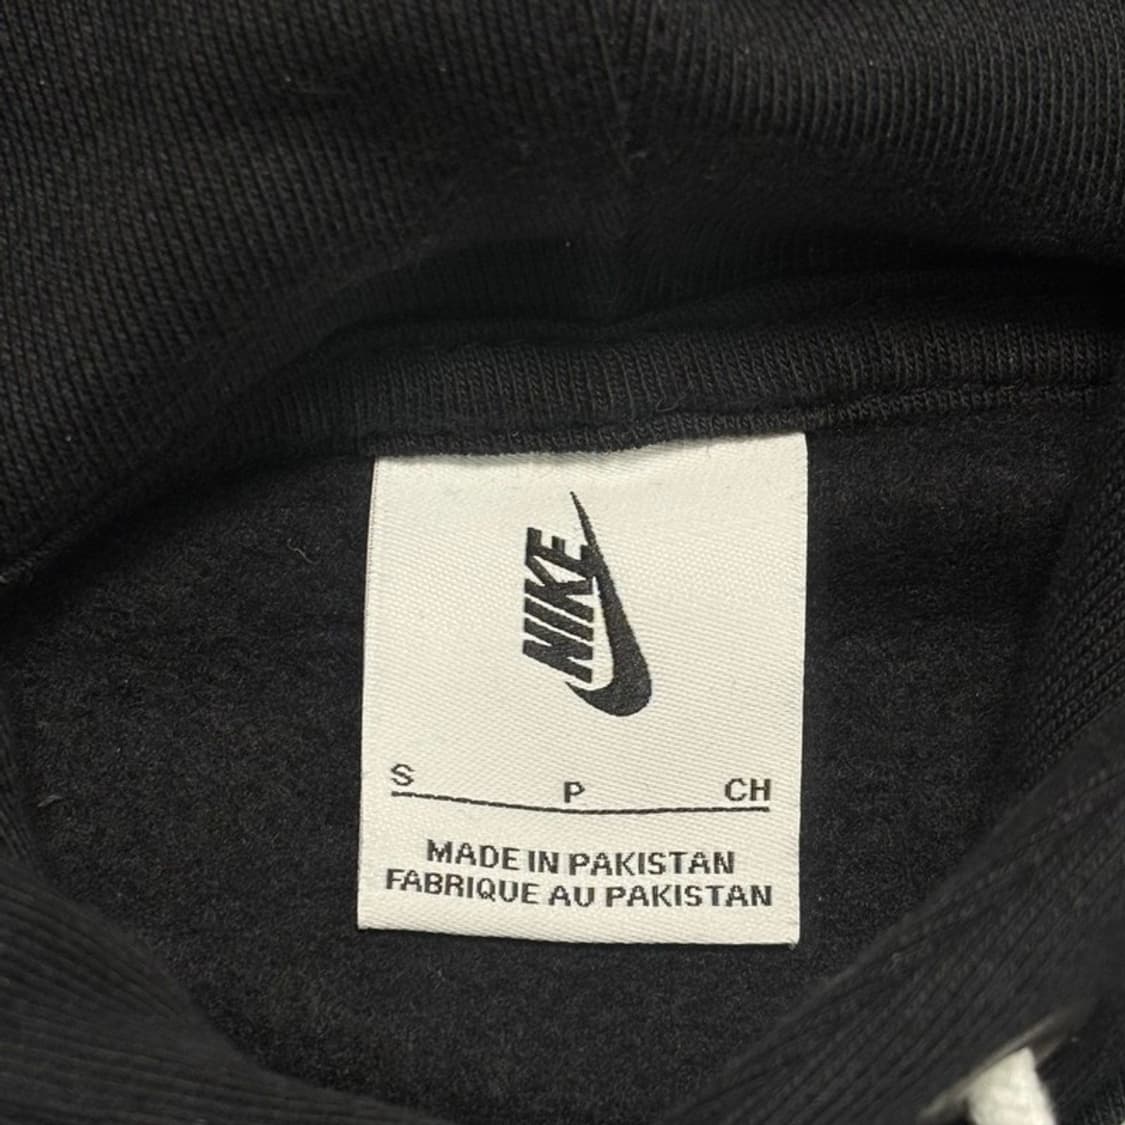 NIKE
S P CH
MADE IN PAKISTAN
FABRIQUE AU PAKISTAN